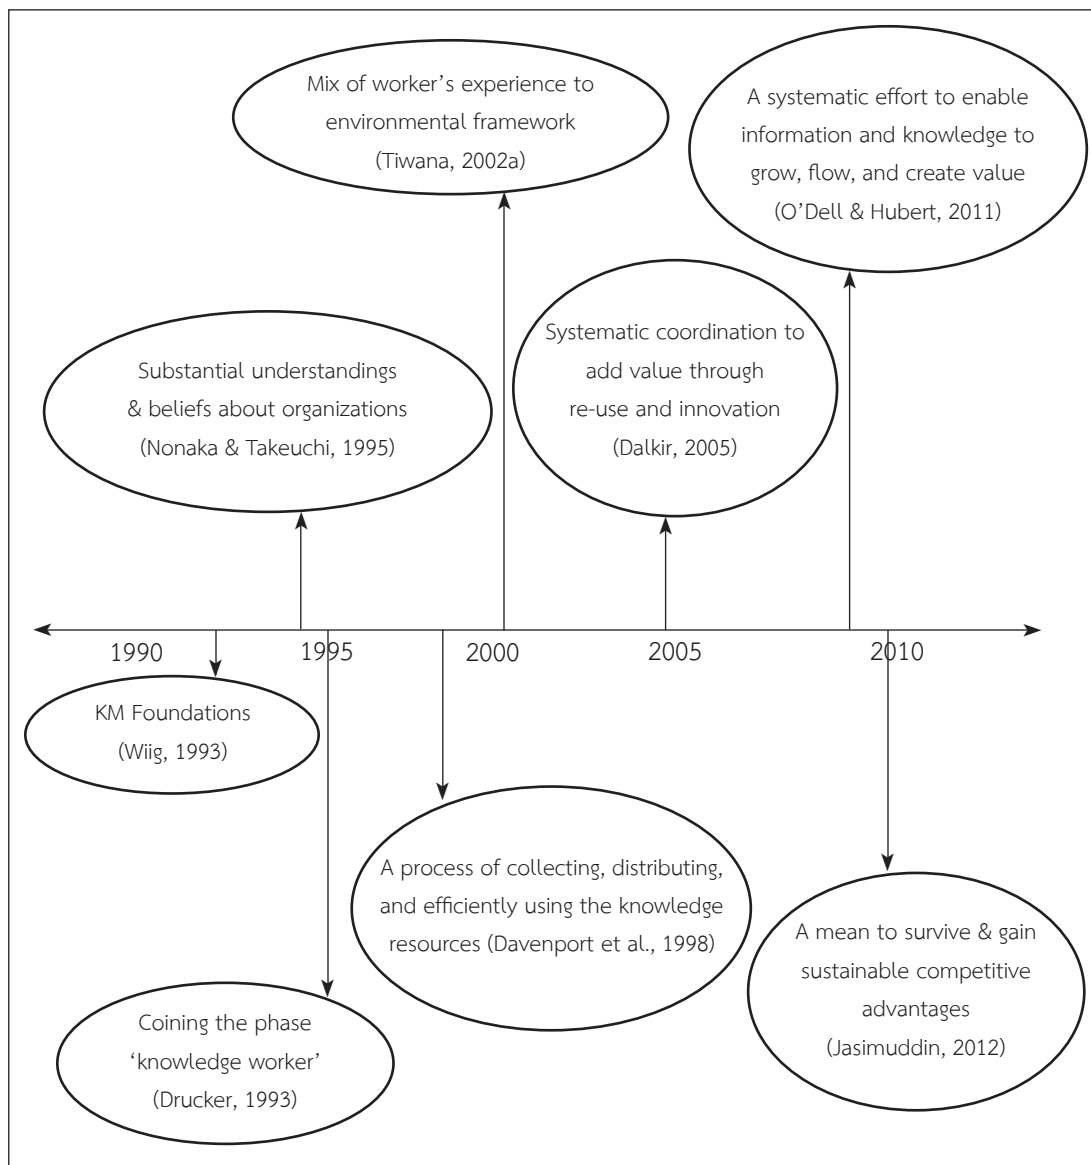 Mix of worker’s experience to
environmental framework
(Tiwana, 2002a)
A systematic effort to enable
information and knowledge to
grow, flow, and create value
(O’Dell & Hubert, 2011)
Substantial understandings
& beliefs about organizations
(Nonaka & Takeuchi, 1995)
Systematic coordination to
add value through
re-use and innovation
(Dalkir, 2005)
1990
1995
2000
2005
2010
KM Foundations
(Wiig, 1993)
A process of collecting, distributing,
and efficiently using the knowledge
resources (Davenport et al., 1998)
A mean to survive & gain
sustainable competitive
advantages
(Jasimuddin, 2012)
Coining the phase
‘knowledge worker’
(Drucker, 1993)